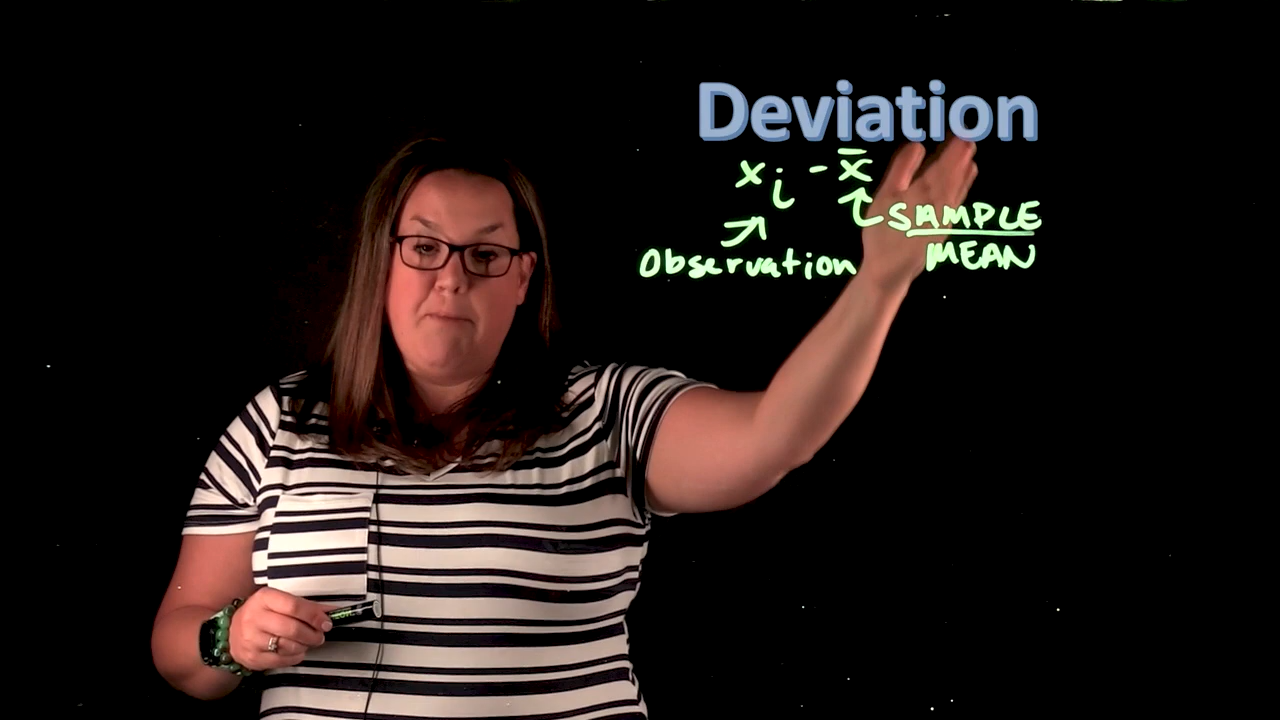 Deviation
xᵢ - x̄
SAMPLE
MEAN
Observation